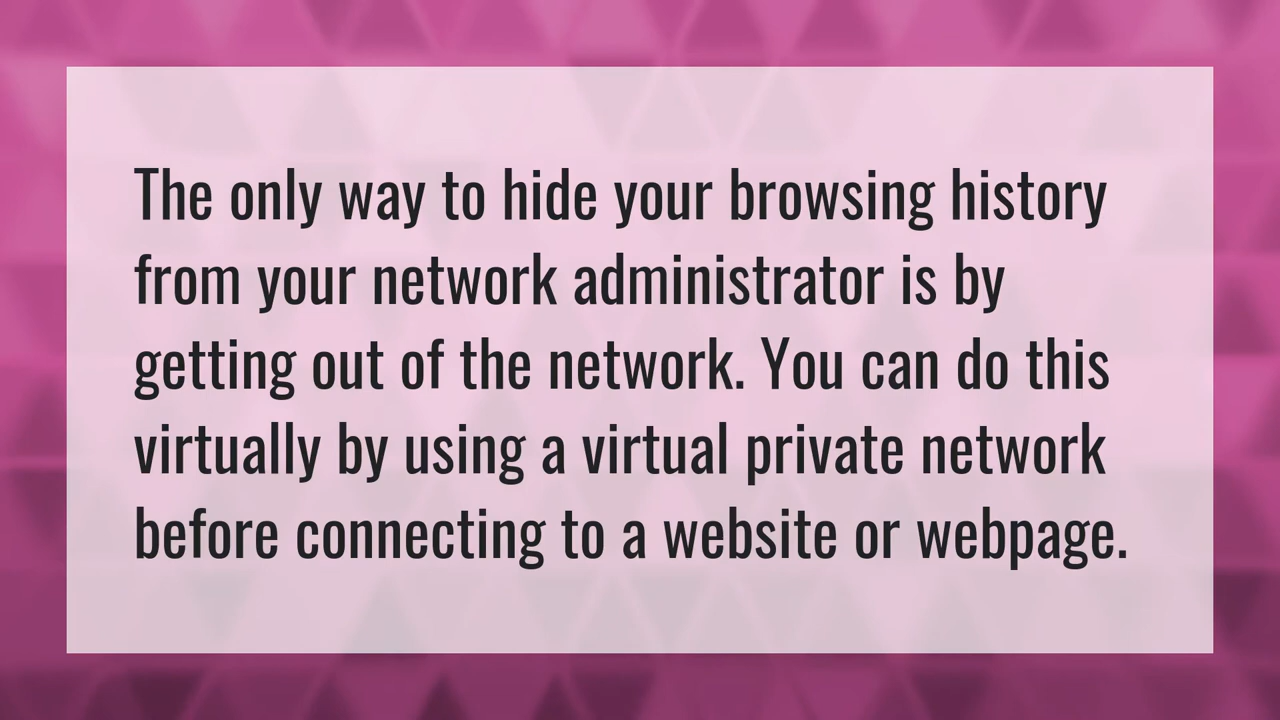 The only way to hide your browsing history
from your network administrator is by
getting out of the network. You can do this
virtually by using a virtual private network
before connecting to a website or webpage.